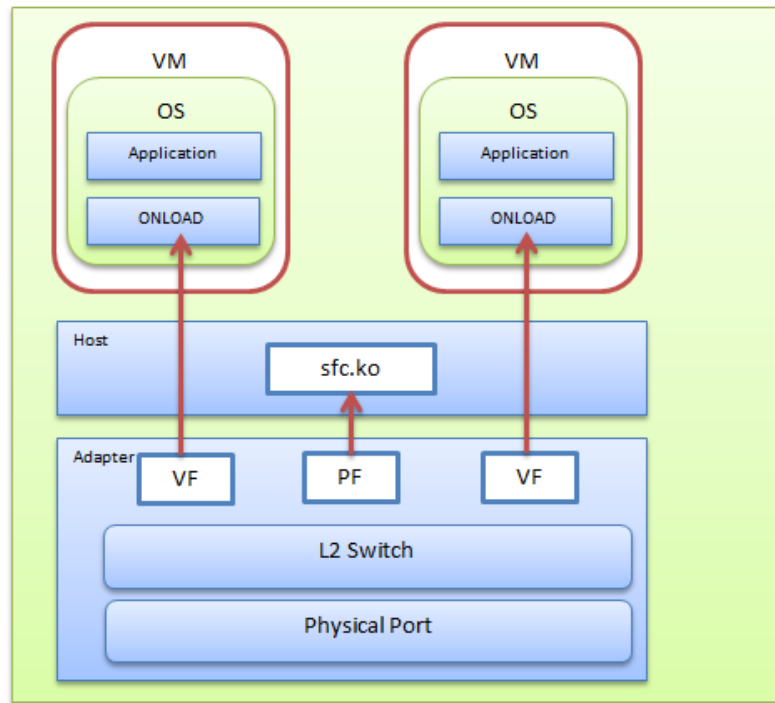 VM
OS
Application
ONLOAD
VM
OS
Application
ONLOAD
Host
sfc.ko
Adapter
VF
PF
VF
L2 Switch
Physical Port